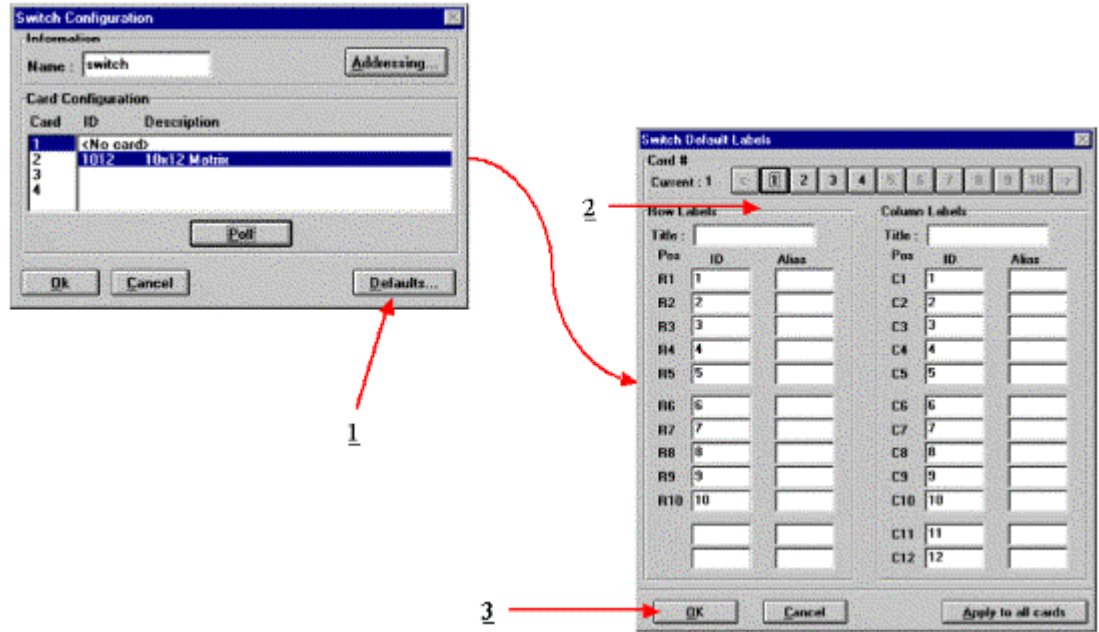 Switch Configuration
Information
Name : switch Addressing...
Card Configuration
Card ID Description
1 <No card>
2 1012 10x12 Matrix
3
4
Poll
Ok Cancel Defaults...
1
Switch Default Labels
Card #
Current : 1 <- 1 2 3 4 5 6 7 8 9 10 ->
2
Row Labels Column Labels
Title : Title :
Pos ID Alias Pos ID Alias
R1 1 C1 1
R2 2 C2 2
R3 3 C3 3
R4 4 C4 4
R5 5 C5 5
R6 6 C6 6
R7 7 C7 7
R8 8 C8 8
R9 9 C9 9
R10 10 C10 10
C11 11
C12 12
3
OK Cancel Apply to all cards